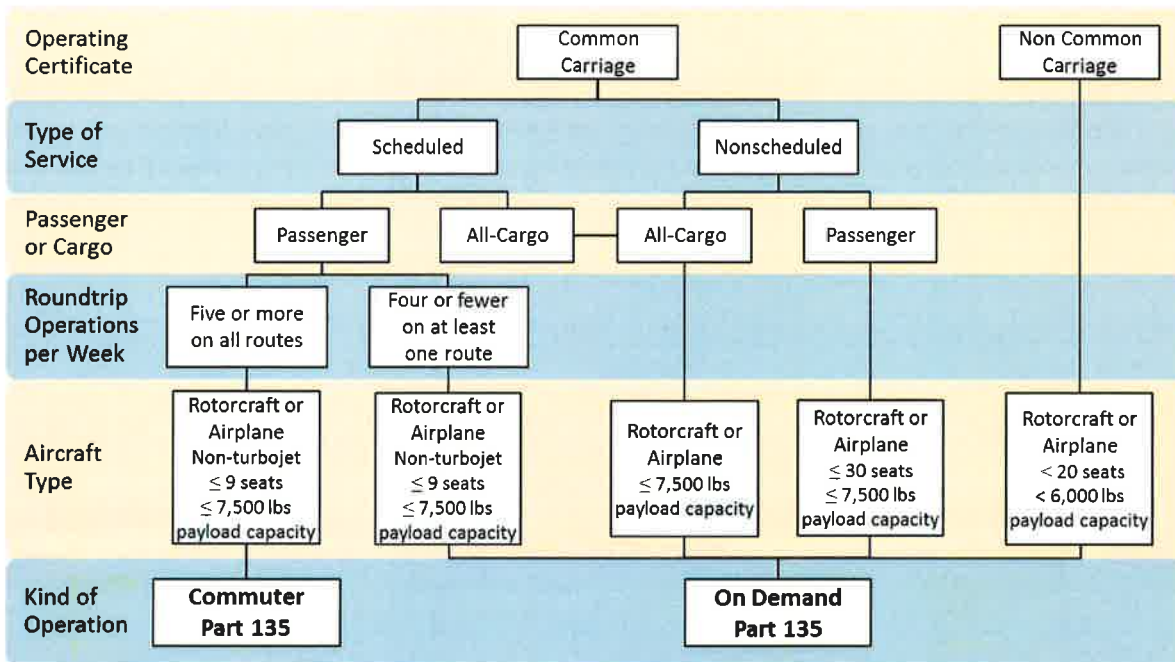 Operating
Certificate
Common
Carriage
Non Common
Carriage
Type of
Service
Scheduled
Nonscheduled
Passenger
or Cargo
Passenger
All-Cargo
All-Cargo
Passenger
Roundtrip
Operations
per Week
Five or more
on all routes
Four or fewer
on at least
one route
Aircraft
Type
Rotorcraft or
Airplane
Non-turbojet
≤ 9 seats
≤ 7,500 lbs
payload capacity
Rotorcraft or
Airplane
Non-turbojet
≤ 9 seats
≤ 7,500 lbs
payload capacity
Rotorcraft or
Airplane
≤ 7,500 lbs
payload capacity
Rotorcraft or
Airplane
≤ 30 seats
≤ 7,500 lbs
payload capacity
Rotorcraft or
Airplane
< 20 seats
< 6,000 lbs
payload capacity
Kind of
Operation
Commuter
Part 135
On Demand
Part 135